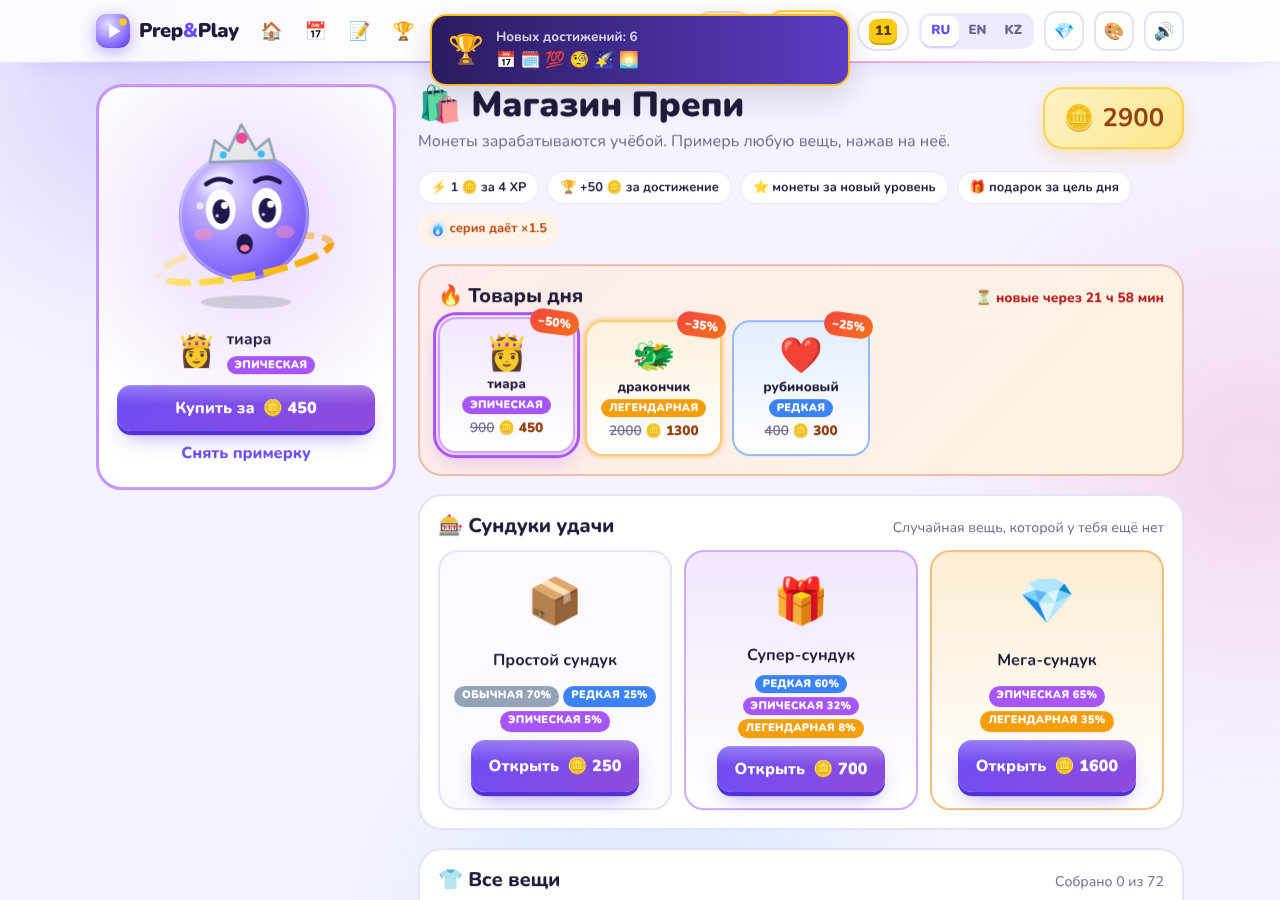 Prep&Play
Новых достижений: 6
11
RU EN KZ
Магазин Препи
2900
Монеты зарабатываются учёбой. Примерь любую вещь, нажав на неё.
1 за 4 XP
+50 за достижение
монеты за новый уровень
подарок за цель дня
серия даёт ×1.5
тиара
ЭПИЧЕСКАЯ
Купить за 450
Снять примерку
Товары дня
новые через 21 ч 58 мин
−50%
тиара
ЭПИЧЕСКАЯ
900 450
−35%
дракончик
ЛЕГЕНДАРНАЯ
2000 1300
−25%
рубиновый
РЕДКАЯ
400 300
Сундуки удачи
Случайная вещь, которой у тебя ещё нет
Простой сундук
ОБЫЧНАЯ 70% РЕДКАЯ 25%
ЭПИЧЕСКАЯ 5%
Открыть 250
Супер-сундук
РЕДКАЯ 60%
ЭПИЧЕСКАЯ 32%
ЛЕГЕНДАРНАЯ 8%
Открыть 700
Мега-сундук
ЭПИЧЕСКАЯ 65%
ЛЕГЕНДАРНАЯ 35%
Открыть 1600
Все вещи
Собрано 0 из 72